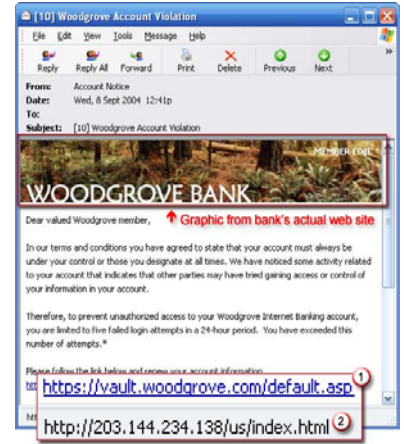 [10] Woodgrove Account Violation
File Edit View Tools Message Help
Reply Reply All Forward Print Delete Previous Next »
From: Account Notice
Date: Wed, 8 Sept 2004 12:41p
To:
Subject: [10] Woodgrove Account Violation
MEMBER FDIC
WOODGROVE BANK
Graphic from bank's actual web site
Dear valued Woodgrove member,
In our terms and conditions you have agreed to state that your account must always be
under your control or those you designate at all times. We have noticed some activity related
to your account that indicates that other parties may have tried gaining access or control of
your information in your account.
Therefore, to prevent unauthorized access to your Woodgrove Internet Banking account,
you are limited to five failed login attempts in a 24-hour period. You have exceeded this
number of attempts.*
Please follow the link below and renew your account information
https://vault.woodgrove.com/default.asp 1
http://203.144.234.138/us/index.html 2